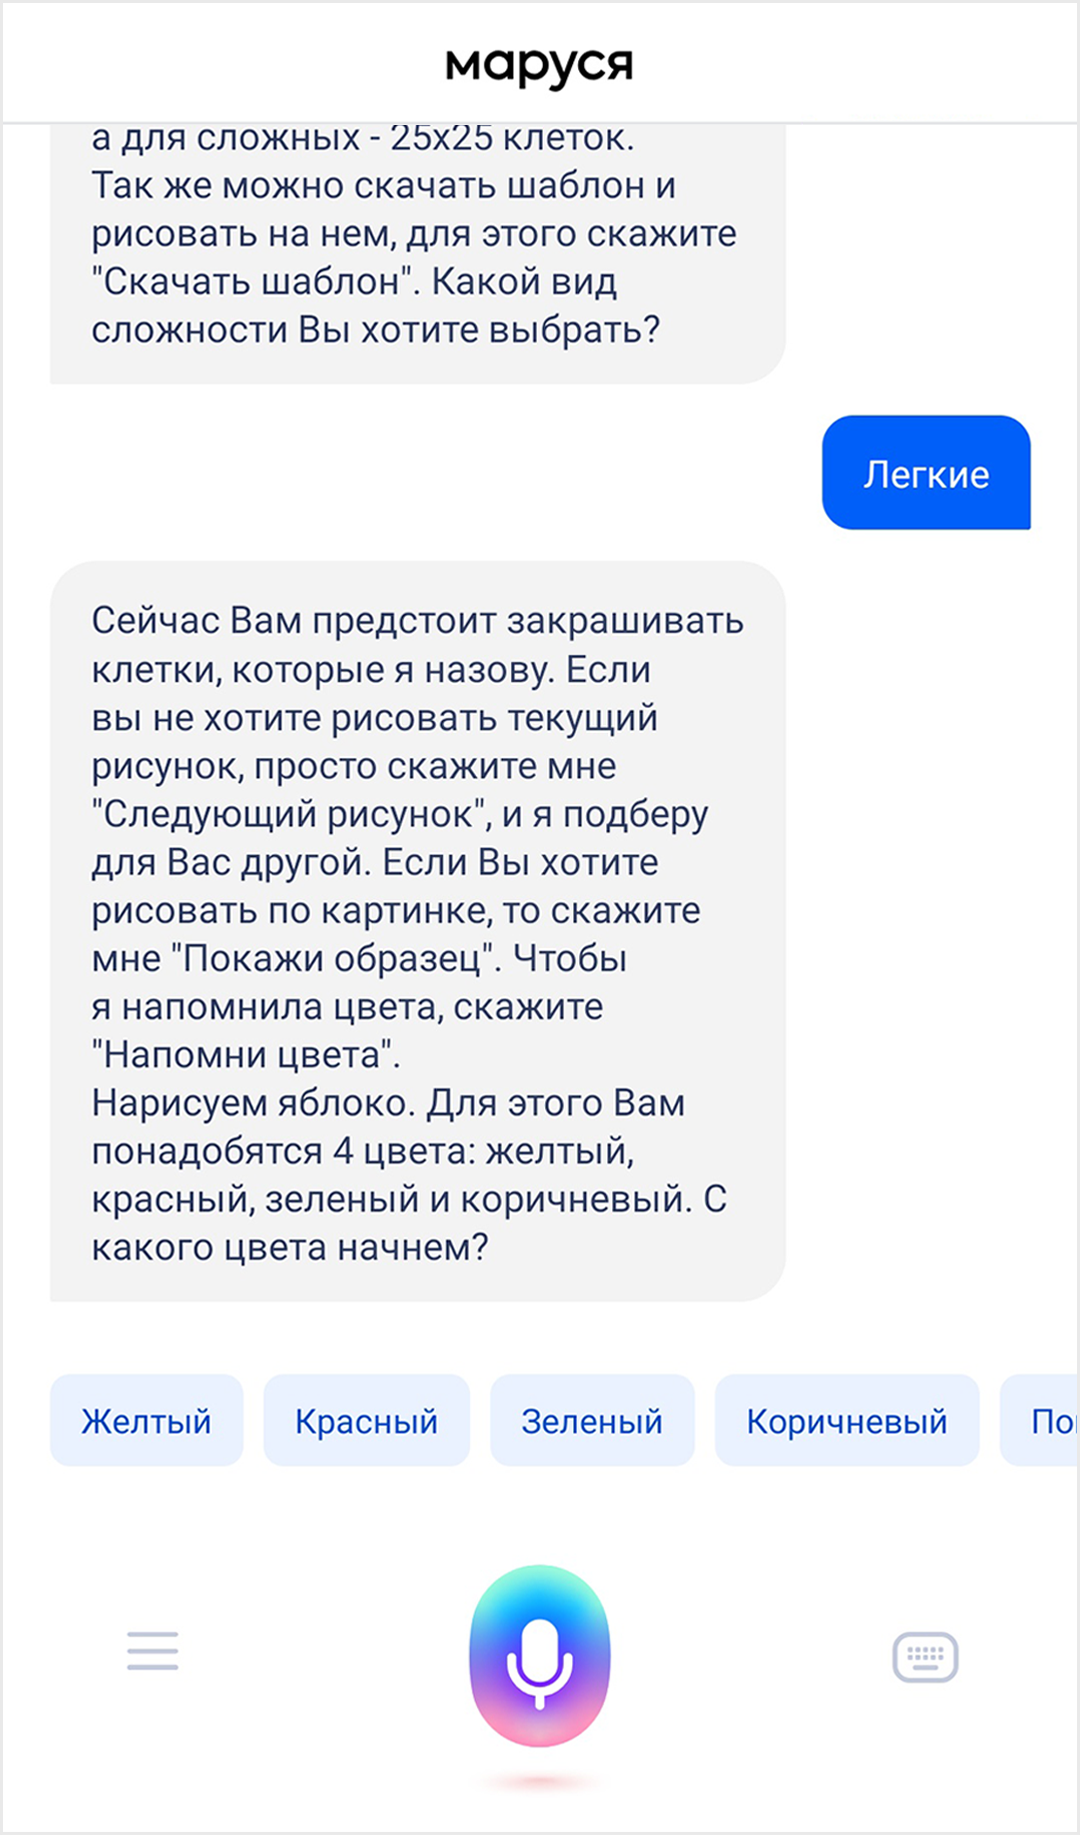 маруся
а для сложных - 25х25 клеток.
Так же можно скачать шаблон и
рисовать на нем, для этого скажите
"Скачать шаблон". Какой вид
сложности Вы хотите выбрать?
Легкие
Сейчас Вам предстоит закрашивать
клетки, которые я назову. Если
вы не хотите рисовать текущий
рисунок, просто скажите мне
"Следующий рисунок", и я подберу
для Вас другой. Если Вы хотите
рисовать по картинке, то скажите
мне "Покажи образец". Чтобы
я напомнила цвета, скажите
"Напомни цвета".
Нарисуем яблоко. Для этого Вам
понадобятся 4 цвета: желтый,
красный, зеленый и коричневый. С
какого цвета начнем?
Желтый Красный Зеленый Коричневый